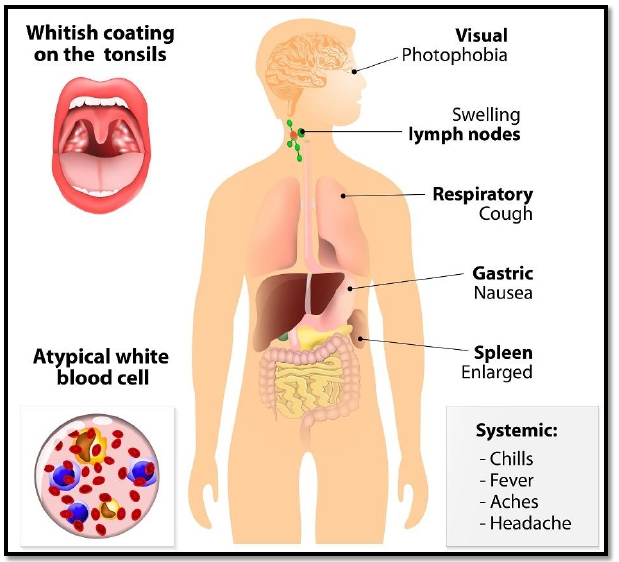 Whitish coating
on the tonsils
Visual
Photophobia
Swelling
lymph nodes
Respiratory
Cough
Gastric
Nausea
Spleen
Enlarged
Atypical white
blood cell
Systemic:
- Chills
- Fever
- Aches
- Headache